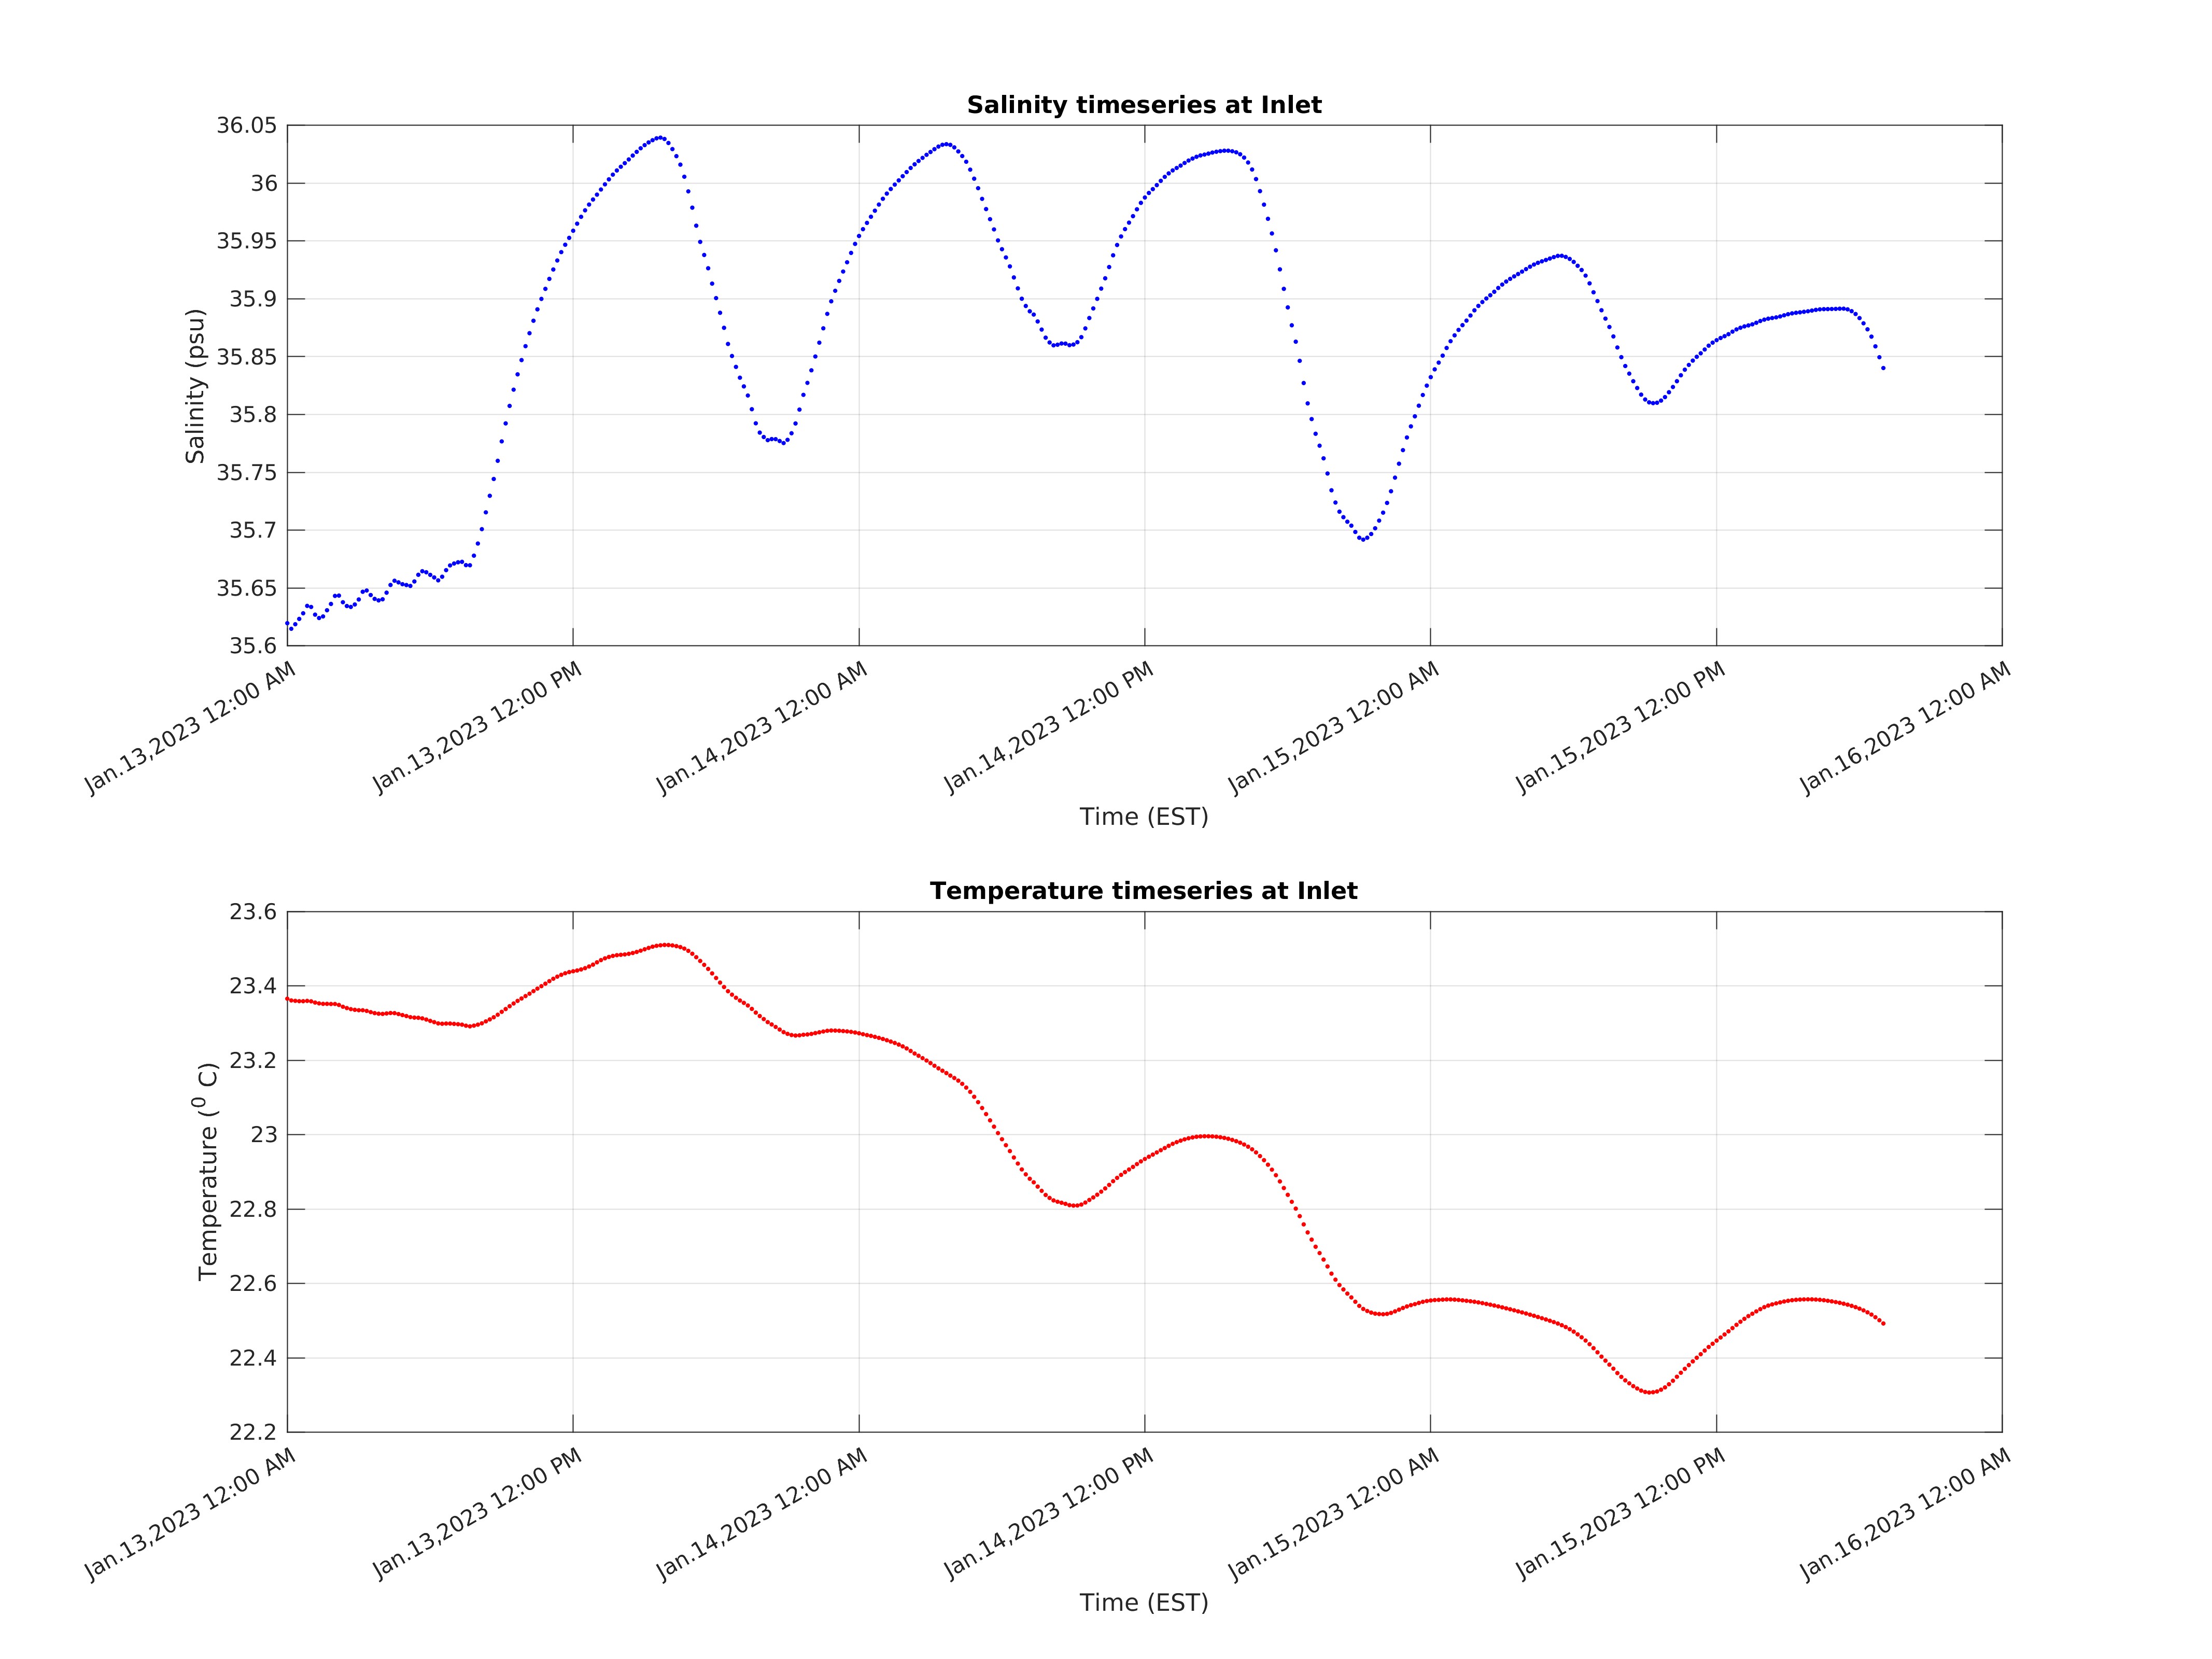 Salinity timeseries at Inlet
Salinity (psu)
36.05
36
35.95
35.9
35.85
35.8
35.75
35.7
35.65
35.6
Jan.13,2023 12:00 AM
Jan.13,2023 12:00 PM
Jan.14,2023 12:00 AM
Jan.14,2023 12:00 PM
Jan.15,2023 12:00 AM
Jan.15,2023 12:00 PM
Jan.16,2023 12:00 AM
Time (EST)
Temperature timeseries at Inlet
Temperature (⁰ C)
23.6
23.4
23.2
23
22.8
22.6
22.4
22.2
Jan.13,2023 12:00 AM
Jan.13,2023 12:00 PM
Jan.14,2023 12:00 AM
Jan.14,2023 12:00 PM
Jan.15,2023 12:00 AM
Jan.15,2023 12:00 PM
Jan.16,2023 12:00 AM
Time (EST)